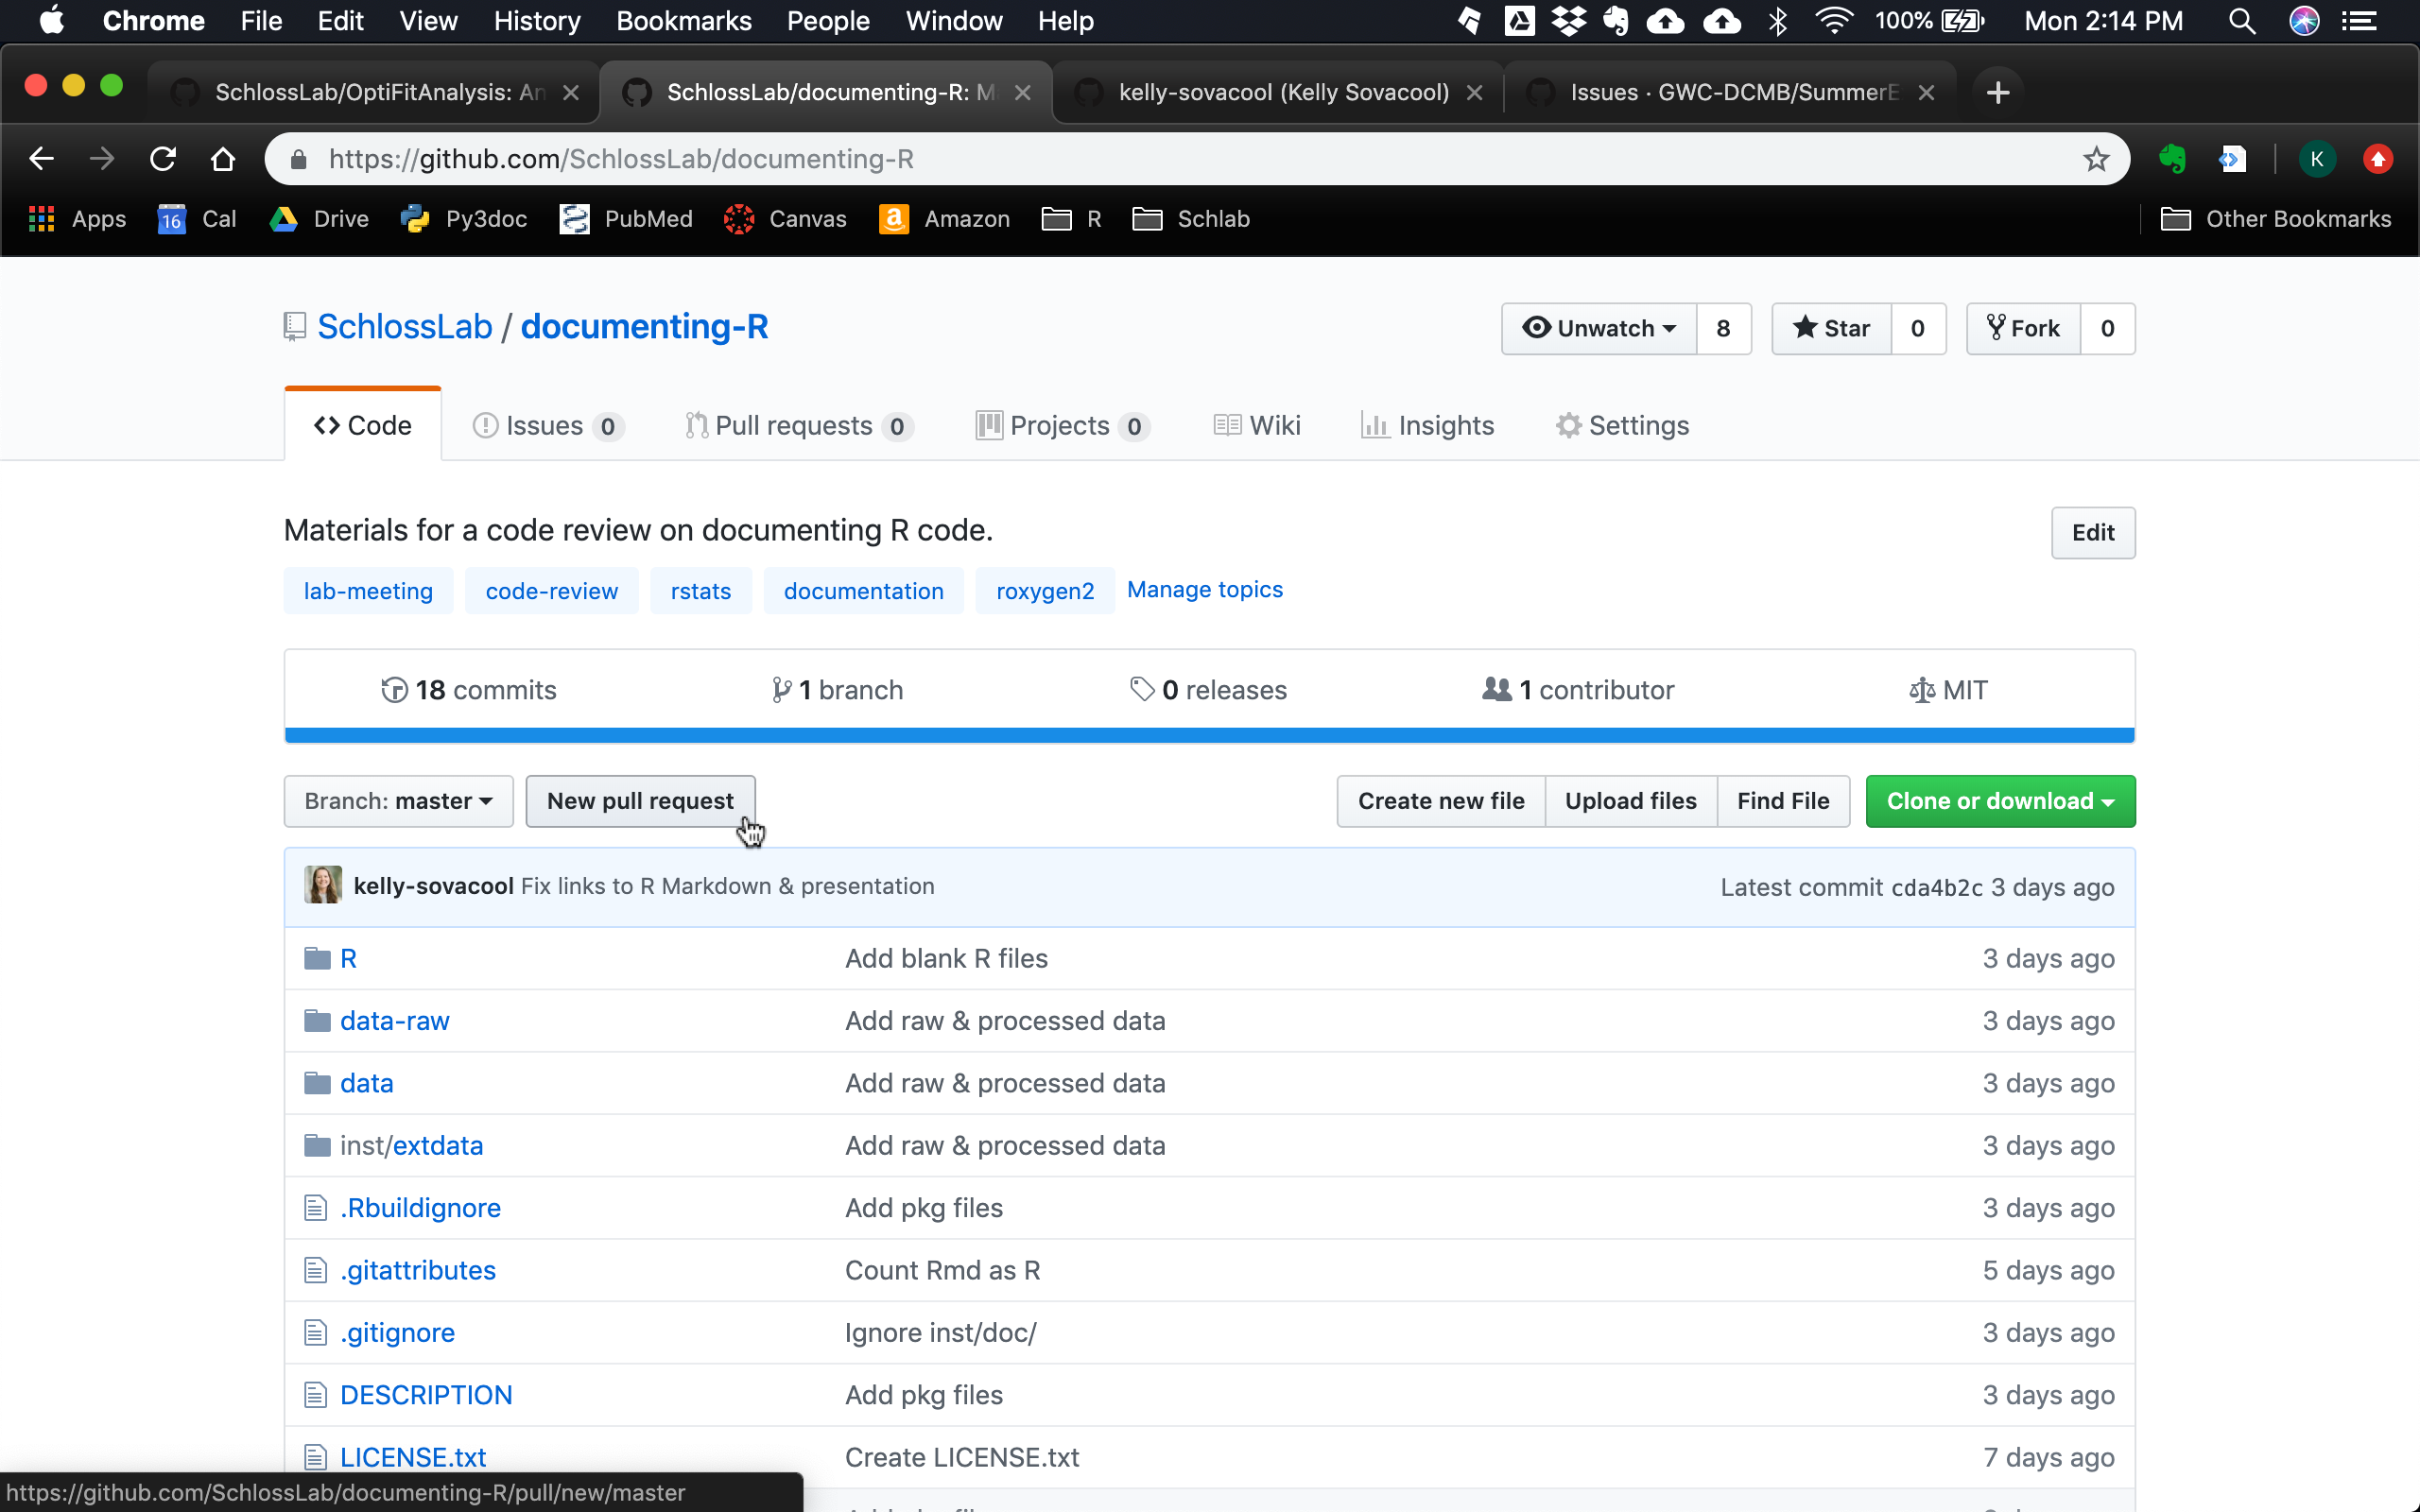 Chrome File Edit View History Bookmarks People Window Help 100% Mon 2:14 PM
SchlossLab/OptiFitAnalysis: An SchlossLab/documenting-R: M kelly-sovacool (Kelly Sovacool) Issues · GWC-DCMB/SummerE
https://github.com/SchlossLab/documenting-R K
Apps 16 Cal Drive Py3doc PubMed Canvas a Amazon R Schlab Other Bookmarks
SchlossLab / documenting-R Unwatch 8 Star 0 Fork 0
Code Issues 0 Pull requests 0 Projects 0 Wiki Insights Settings
Materials for a code review on documenting R code. Edit
lab-meeting code-review rstats documentation roxygen2 Manage topics
18 commits 1 branch 0 releases 1 contributor MIT
Branch: master New pull request Create new file Upload files Find File Clone or download
kelly-sovacool Fix links to R Markdown & presentation Latest commit cda4b2c 3 days ago
R Add blank R files 3 days ago
data-raw Add raw & processed data 3 days ago
data Add raw & processed data 3 days ago
inst/extdata Add raw & processed data 3 days ago
.Rbuildignore Add pkg files 3 days ago
.gitattributes Count Rmd as R 5 days ago
.gitignore Ignore inst/doc/ 3 days ago
DESCRIPTION Add pkg files 3 days ago
LICENSE.txt Create LICENSE.txt 7 days ago
https://github.com/SchlossLab/documenting-R/pull/new/master